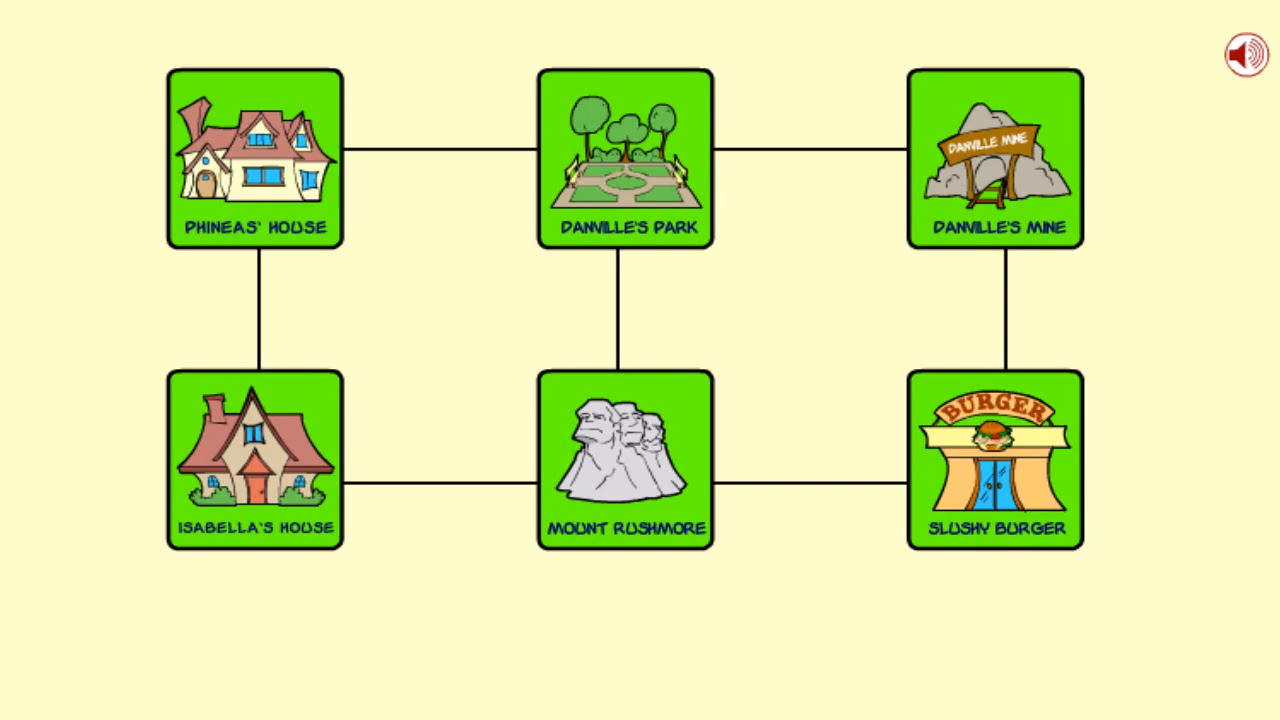 DANVILLE MINE
PHINEAS' HOUSE
DANVILLE'S PARK
DANVILLE'S MINE
BURGER
ISABELLA'S HOUSE
MOUNT RUSHMORE
SLUSHY BURGER